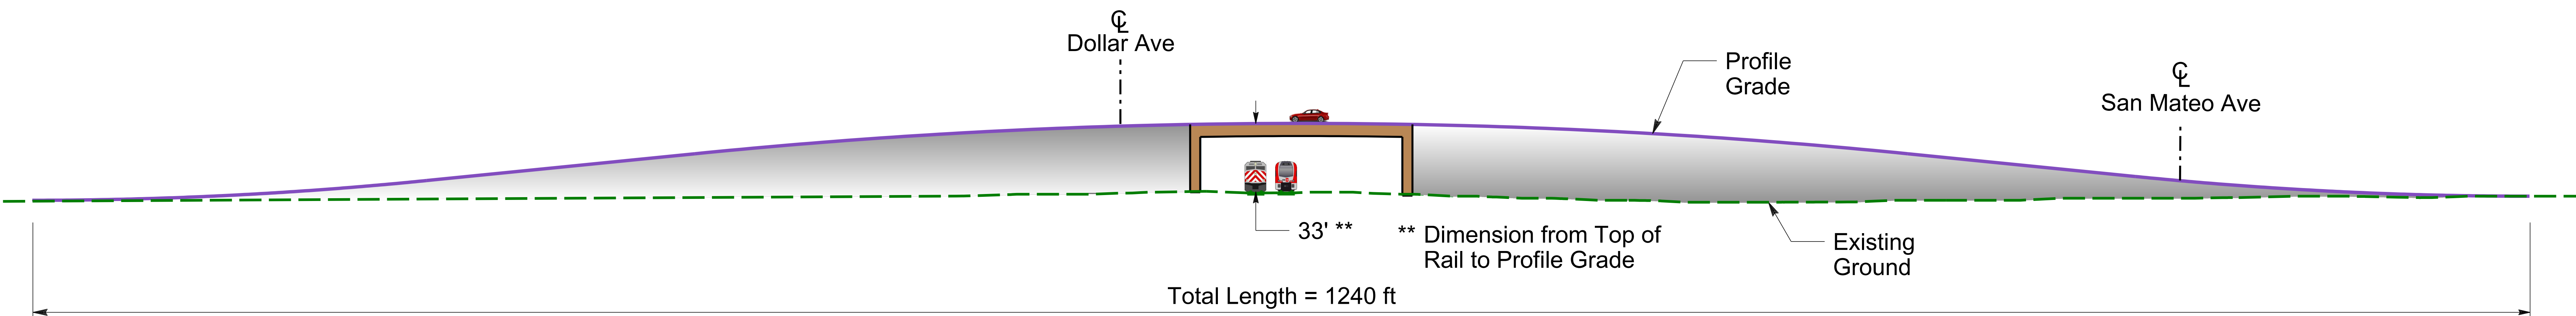 ℄
Dollar Ave
Profile
Grade
℄
San Mateo Ave
33' **
** Dimension from Top of
Rail to Profile Grade
Existing
Ground
Total Length = 1240 ft